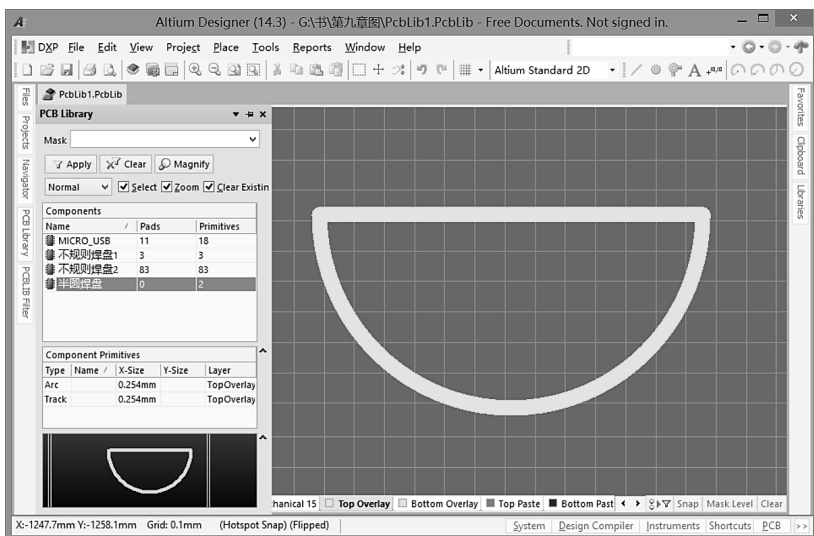 Altium Designer (14.3) - G:\书\第九章图\PcbLib1.PcbLib - Free Documents. Not signed in.
DXP File Edit View Project Place Tools Reports Window Help
Altium Standard 2D
PcbLib1.PcbLib
Files
Projects
Navigator
PCB Library
PCBLIB Filter
PCB Library
Mask
Apply Clear Magnify
Normal Select Zoom Clear Existin
Components
Name / Pads Primitives
MICRO_USB 11 18
不规则焊盘1 3 3
不规则焊盘2 83 83
半圆焊盘 0 2
Component Primitives
Type Name / X-Size Y-Size Layer
Arc 0.254mm TopOverlay
Track 0.254mm TopOverlay
Favorites
Clipboard
Libraries
hanical 15 Top Overlay Bottom Overlay Top Paste Bottom Past Snap Mask Level Clear
X:-1247.7mm Y:-1258.1mm Grid: 0.1mm (Hotspot Snap) (Flipped) System Design Compiler Instruments Shortcuts PCB >>